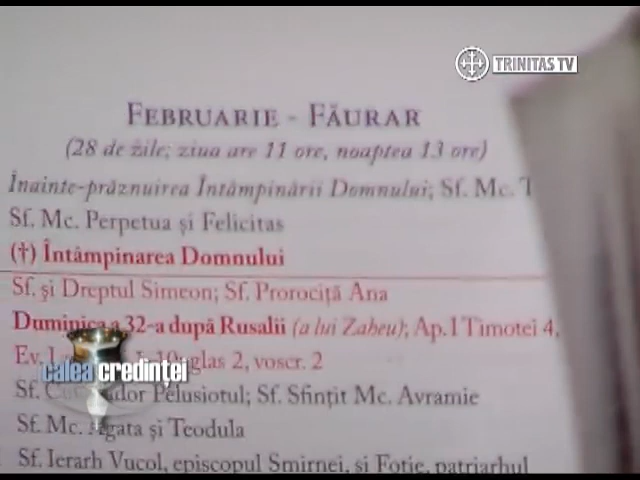 TRINITAS TV
FEBRUARIE - FĂURAR
(28 de zile; ziua are 11 ore, noaptea 13 ore)
Înainte-prăznuirea Întâmpinării Domnului; Sf. Mc.
Sf. Mc. Perpetua și Felicitas
(†) Întâmpinarea Domnului
Sf. și Dreptul Simeon; Sf. Prorociță Ana
Duminica a 32-a după Rusalii (a lui Zaheu); Ap. I Timotei 4,
Ev. glas 2, voscr. 2
calea credinței
Sf. Pelusiotul; Sf. Sfințit Mc. Avramie
Sf. Mc. Agata și Teodula
Sf. Ierarh Vucol, episcopul Smirnei, și Fotie, patriarhul